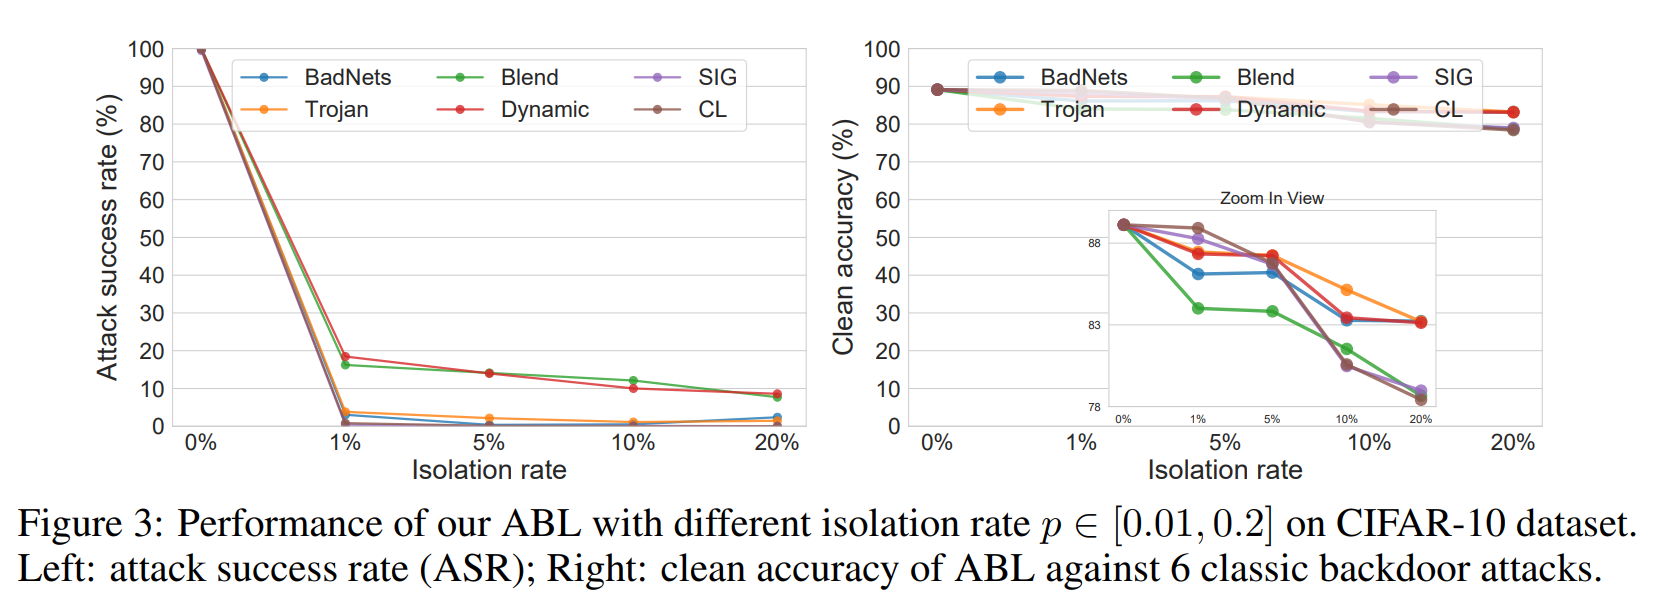 100
90
80
70
60
50
40
30
20
10
0
Attack success rate (%)
BadNets Blend SIG
Trojan Dynamic CL
0% 1% 5% 10% 20%
Isolation rate
100
90
80
70
60
50
40
30
20
10
0
Clean accuracy (%)
BadNets Blend SIG
Trojan Dynamic CL
Zoom In View
88
83
78
0% 1% 5% 10% 20%
0% 1% 5% 10% 20%
Isolation rate
Figure 3: Performance of our ABL with different isolation rate p ∈ [0.01, 0.2] on CIFAR-10 dataset.
Left: attack success rate (ASR); Right: clean accuracy of ABL against 6 classic backdoor attacks.